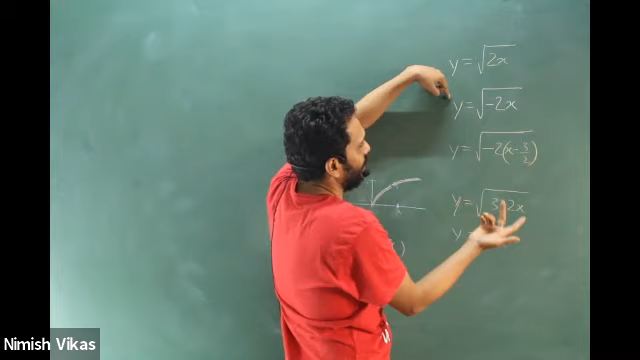 y = √2x
y = √-2x
y = √-2(x-3/2)
y = √3-2x
y =
Nimish Vikas